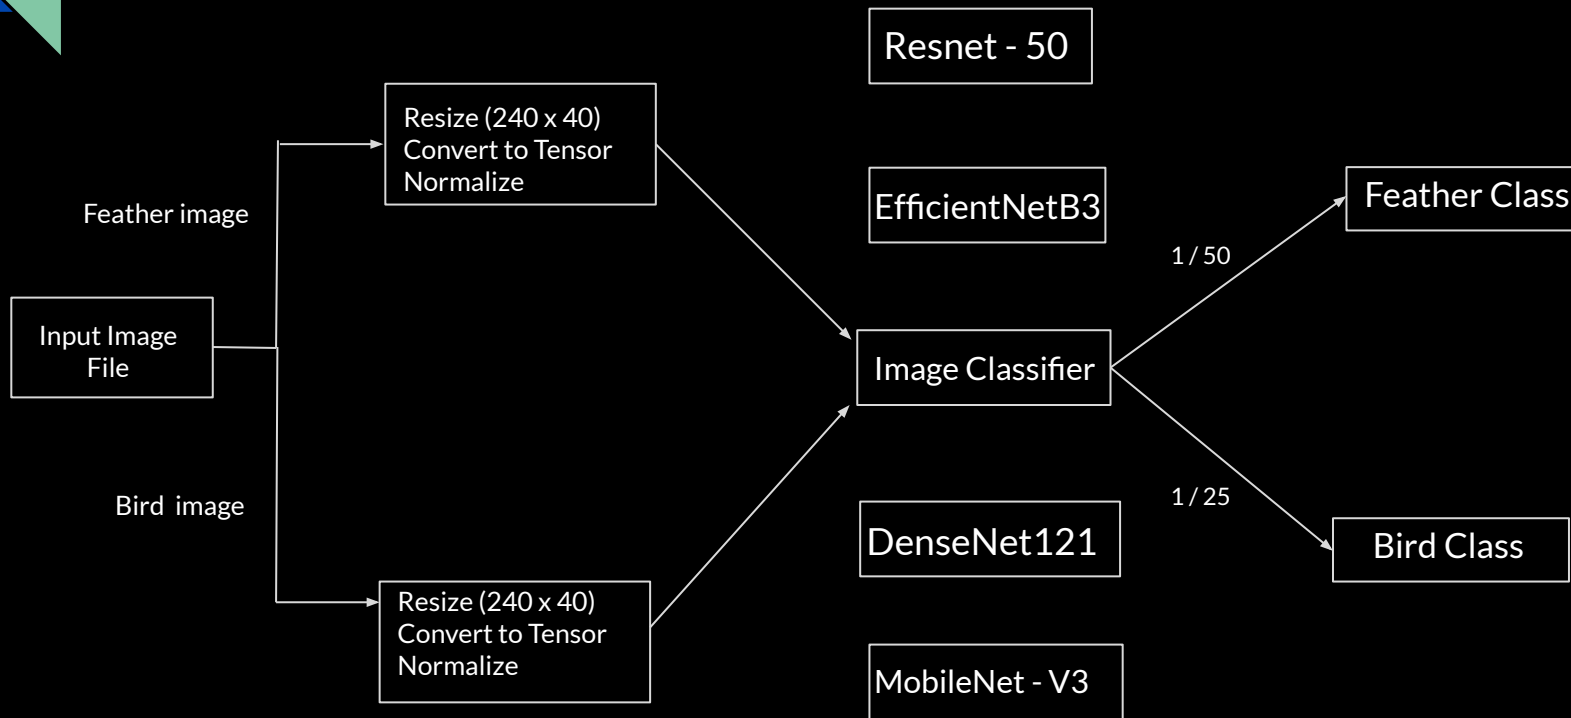 Resnet - 50
Resize (240 x 40)
Convert to Tensor
Normalize
EfficientNetB3
Feather Class
Feather image
1 / 50
Input Image
File
Image Classifier
Bird image
1 / 25
DenseNet121
Bird Class
Resize (240 x 40)
Convert to Tensor
Normalize
MobileNet - V3